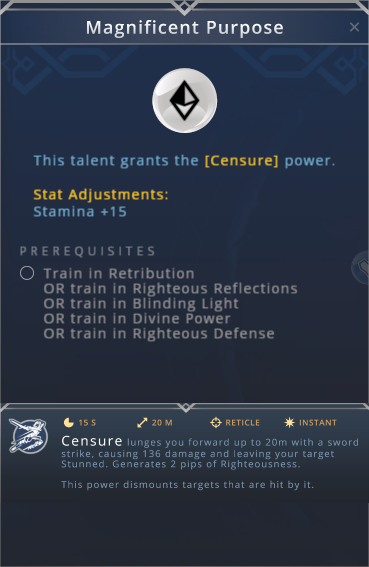 Magnificent Purpose
This talent grants the [Censure] power.
Stat Adjustments:
Stamina +15
PREREQUISITES
Train in Retribution
OR train in Righteous Reflections
OR train in Blinding Light
OR train in Divine Power
OR train in Righteous Defense
15 S 20 M RETICLE INSTANT
Censure lunges you forward up to 20m with a sword
strike, causing 136 damage and leaving your target
Stunned. Generates 2 pips of Righteousness.
This power dismounts targets that are hit by it.